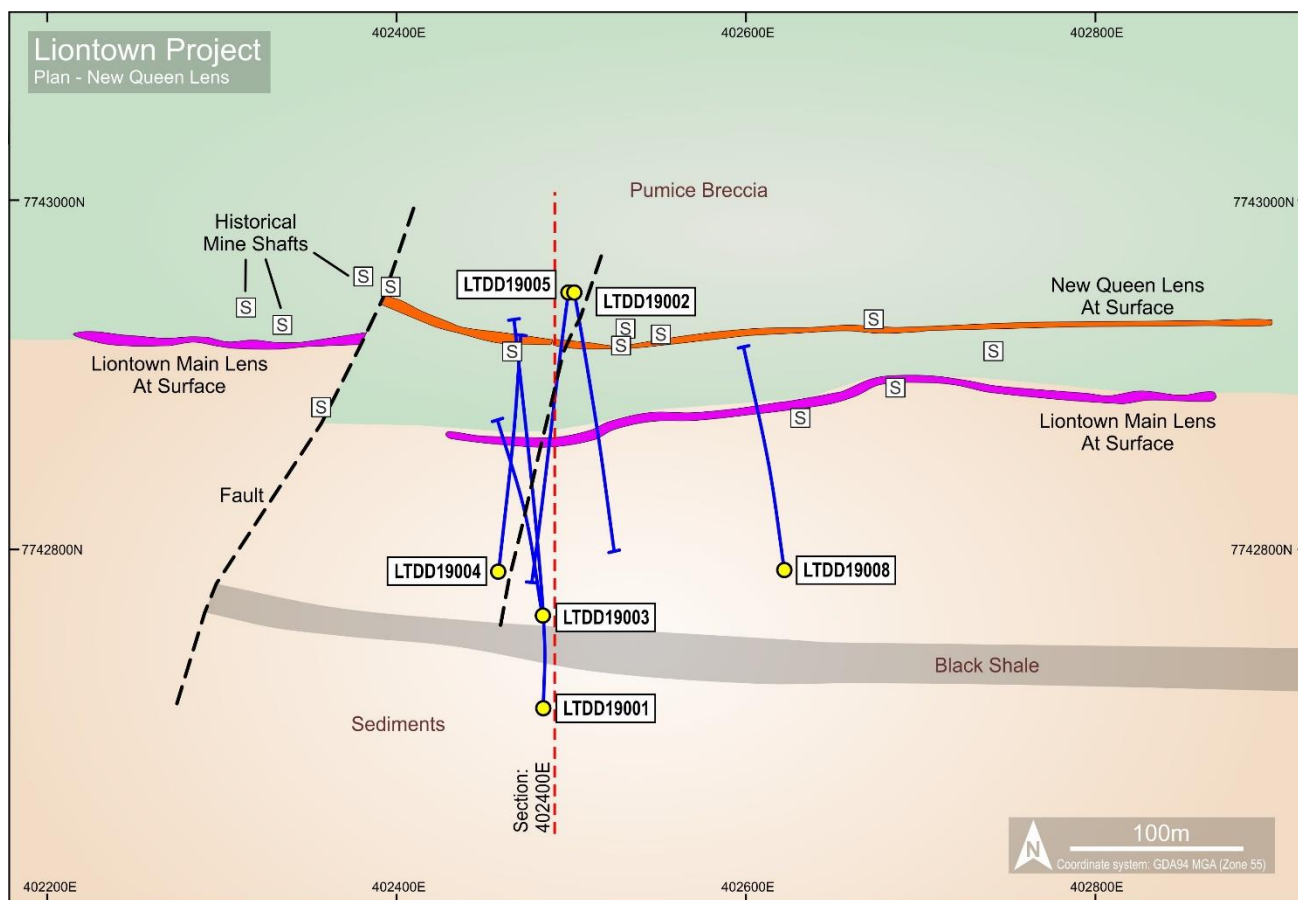 402400E
402600E
402800E
Liontown Project
Plan - New Queen Lens
Pumice Breccia
7743000N
7743000N
Historical
Mine Shafts
S
S
S
S
LTDD19005
LTDD19002
New Queen Lens
At Surface
S
S
S
S
S
S
Liontown Main Lens
At Surface
S
S
S
Liontown Main Lens
At Surface
Fault
7742800N
7742800N
LTDD19004
LTDD19008
LTDD19003
Black Shale
LTDD19001
Sediments
Section:
402400E
N
100m
Coordinate system: GDA94 MGA (Zone 55)
402200E
402400E
402600E
402800E